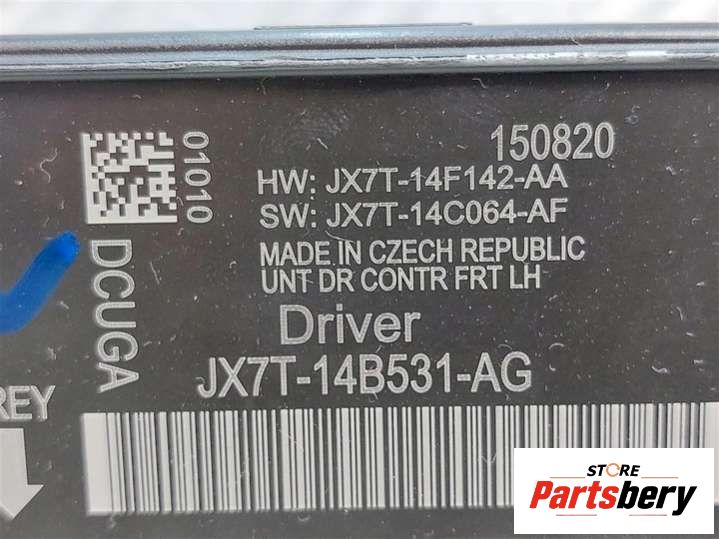 150820
01010
HW: JX7T-14F142-AA
SW: JX7T-14C064-AF
MADE IN CZECH REPUBLIC
UNT DR CONTR FRT LH
DCUGA
Driver
JX7T-14B531-AG
REY
STORE
Partsbery